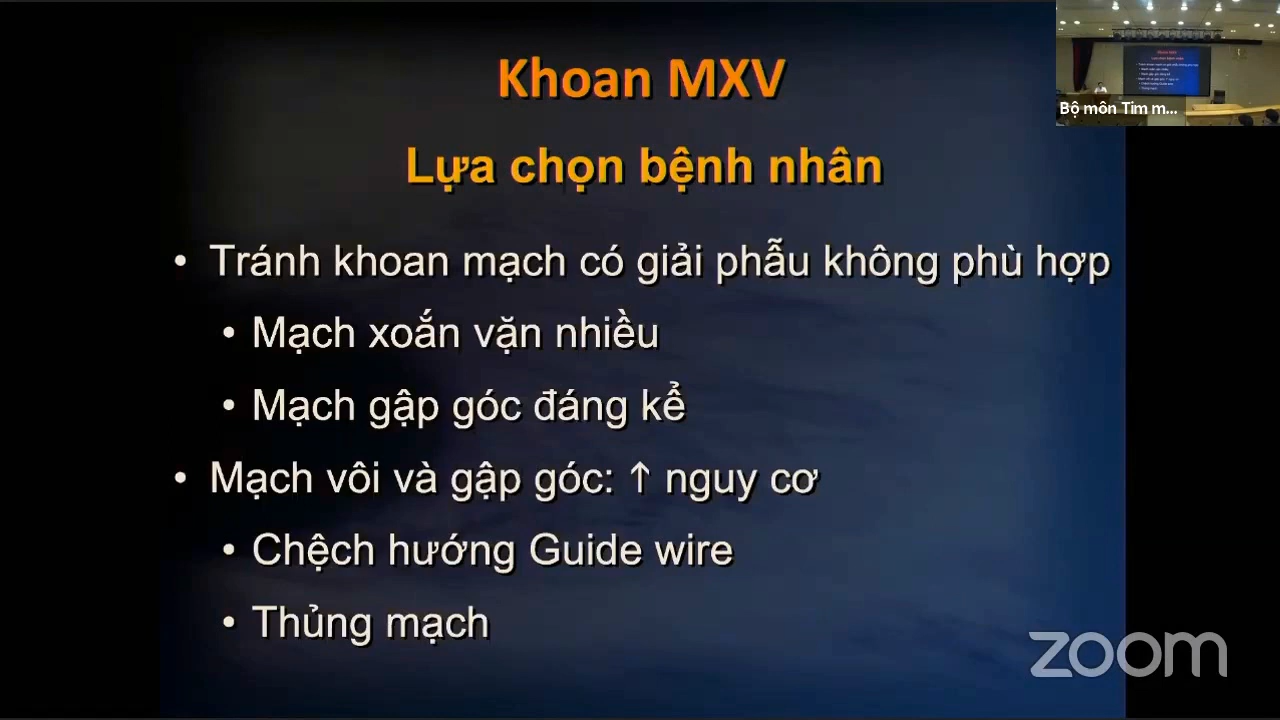 Khoan MXV
Lựa chọn bệnh nhân
• Tránh khoan mạch có giải phẫu không phù hợp
• Mạch xoắn vặn nhiều
• Mạch gập góc đáng kể
• Mạch vôi và gập góc: ↑ nguy cơ
• Chệch hướng Guide wire
• Thủng mạch
Bộ môn Tim m...
zoom